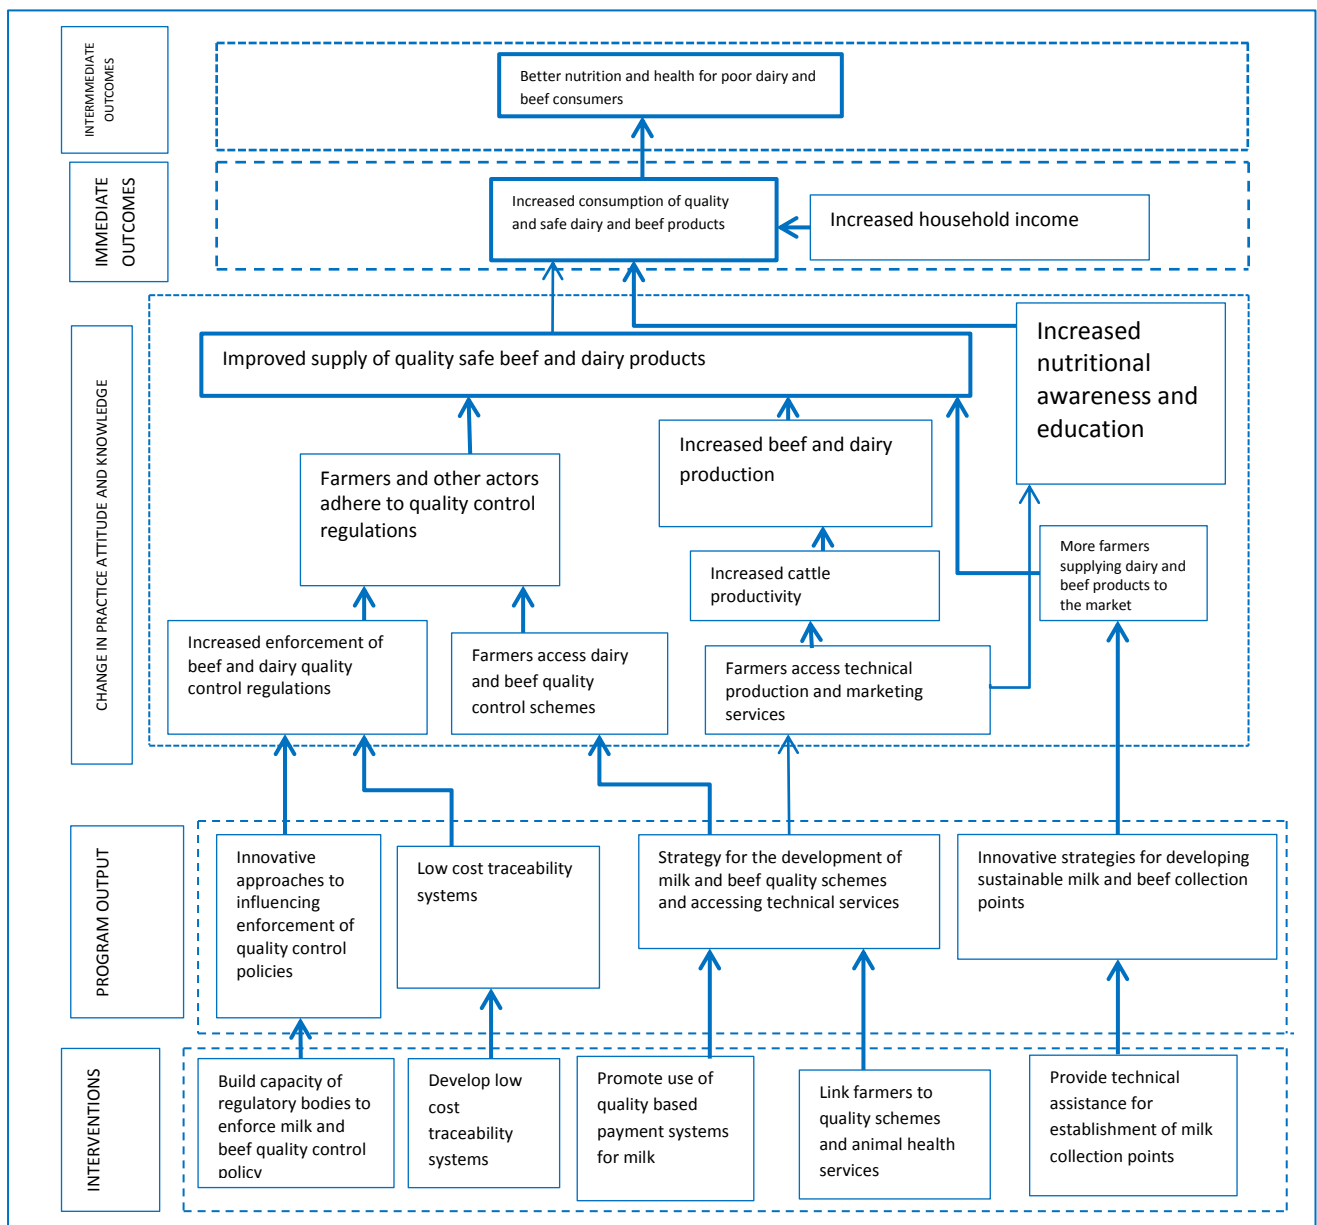 INTERMMEDIATE
OUTCOMES
Better nutrition and health for poor dairy and
beef consumers
IMMEDIATE
OUTCOMES
Increased consumption of quality
and safe dairy and beef products
Increased household income
CHANGE IN PRACTICE ATTITUDE AND KNOWLEDGE
Improved supply of quality safe beef and dairy products
Increased
nutritional
awareness and
education
Farmers and other actors
adhere to quality control
regulations
Increased beef and dairy
production
Increased cattle
productivity
More farmers
supplying dairy and
beef products to
the market
Increased enforcement of
beef and dairy quality
control regulations
Farmers access dairy
and beef quality
control schemes
Farmers access technical
production and marketing
services
PROGRAM OUTPUT
Innovative
approaches to
influencing
enforcement of
quality control
policies
Low cost traceability
systems
Strategy for the development of
milk and beef quality schemes
and accessing technical services
Innovative strategies for developing
sustainable milk and beef collection
points
INTERVENTIONS
Build capacity of
regulatory bodies to
enforce milk and
beef quality control
policy
Develop low
cost
traceability
systems
Promote use of
quality based
payment systems
for milk
Link farmers to
quality schemes
and animal health
services
Provide technical
assistance for
establishment of milk
collection points